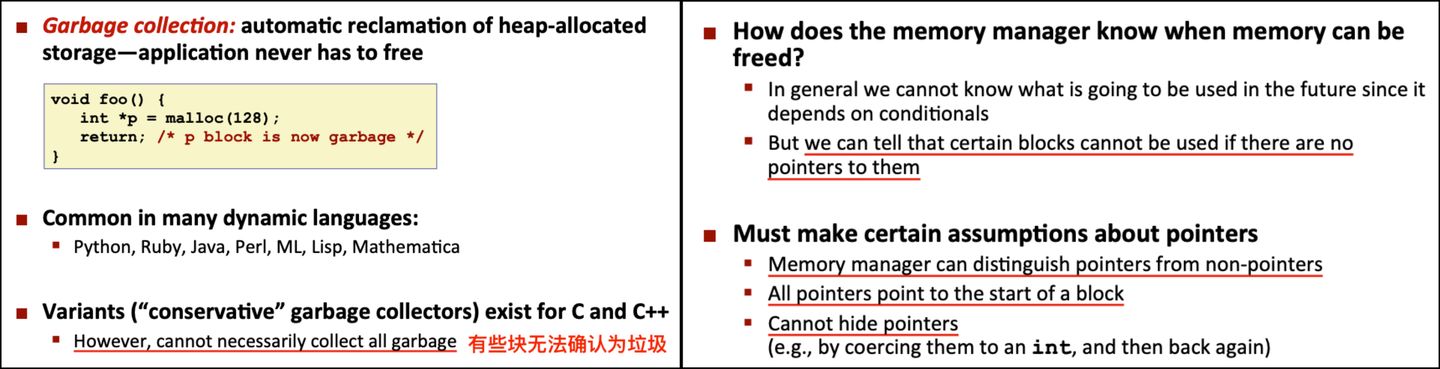 Garbage collection: automatic reclamation of heap-allocated
storage—application never has to free
void foo() {
   int *p = malloc(128);
   return; /* p block is now garbage */
}
Common in many dynamic languages:
Python, Ruby, Java, Perl, ML, Lisp, Mathematica
Variants (“conservative” garbage collectors) exist for C and C++
However, cannot necessarily collect all garbage 有些块无法确认为垃圾
How does the memory manager know when memory can be
freed?
In general we cannot know what is going to be used in the future since it
depends on conditionals
But we can tell that certain blocks cannot be used if there are no
pointers to them
Must make certain assumptions about pointers
Memory manager can distinguish pointers from non-pointers
All pointers point to the start of a block
Cannot hide pointers
(e.g., by coercing them to an int, and then back again)